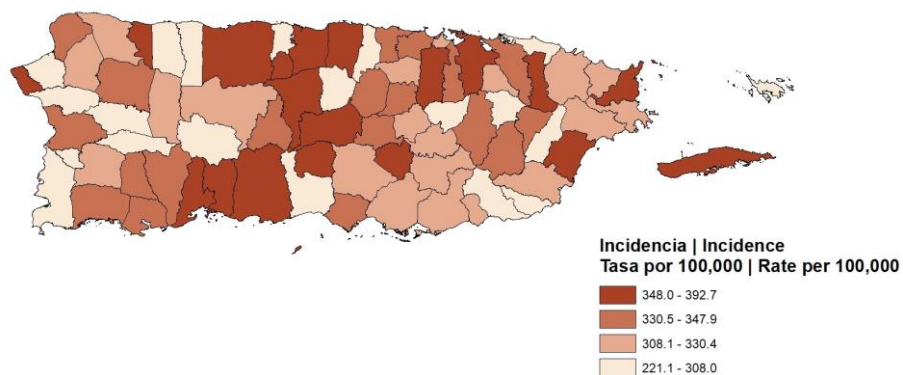 Incidencia | Incidence
Tasa por 100,000 | Rate per 100,000
348.0 - 392.7
330.5 - 347.9
308.1 - 330.4
221.1 - 308.0